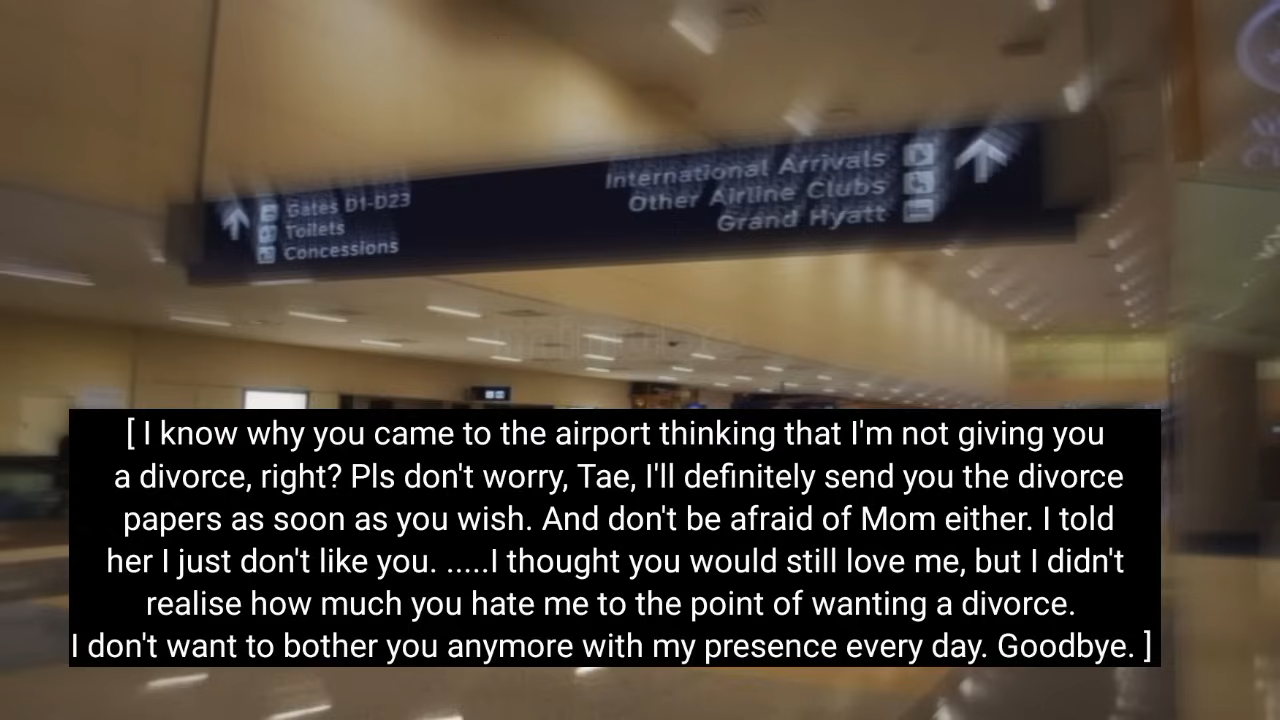 International Arrivals
Gates D1-D23
Other Airline Clubs
Toilets
Grand Hyatt
Concessions
[ I know why you came to the airport thinking that I'm not giving you
a divorce, right? Pls don't worry, Tae, I'll definitely send you the divorce
papers as soon as you wish. And don't be afraid of Mom either. I told
her I just don't like you. .....I thought you would still love me, but I didn't
realise how much you hate me to the point of wanting a divorce.
I don't want to bother you anymore with my presence every day. Goodbye. ]